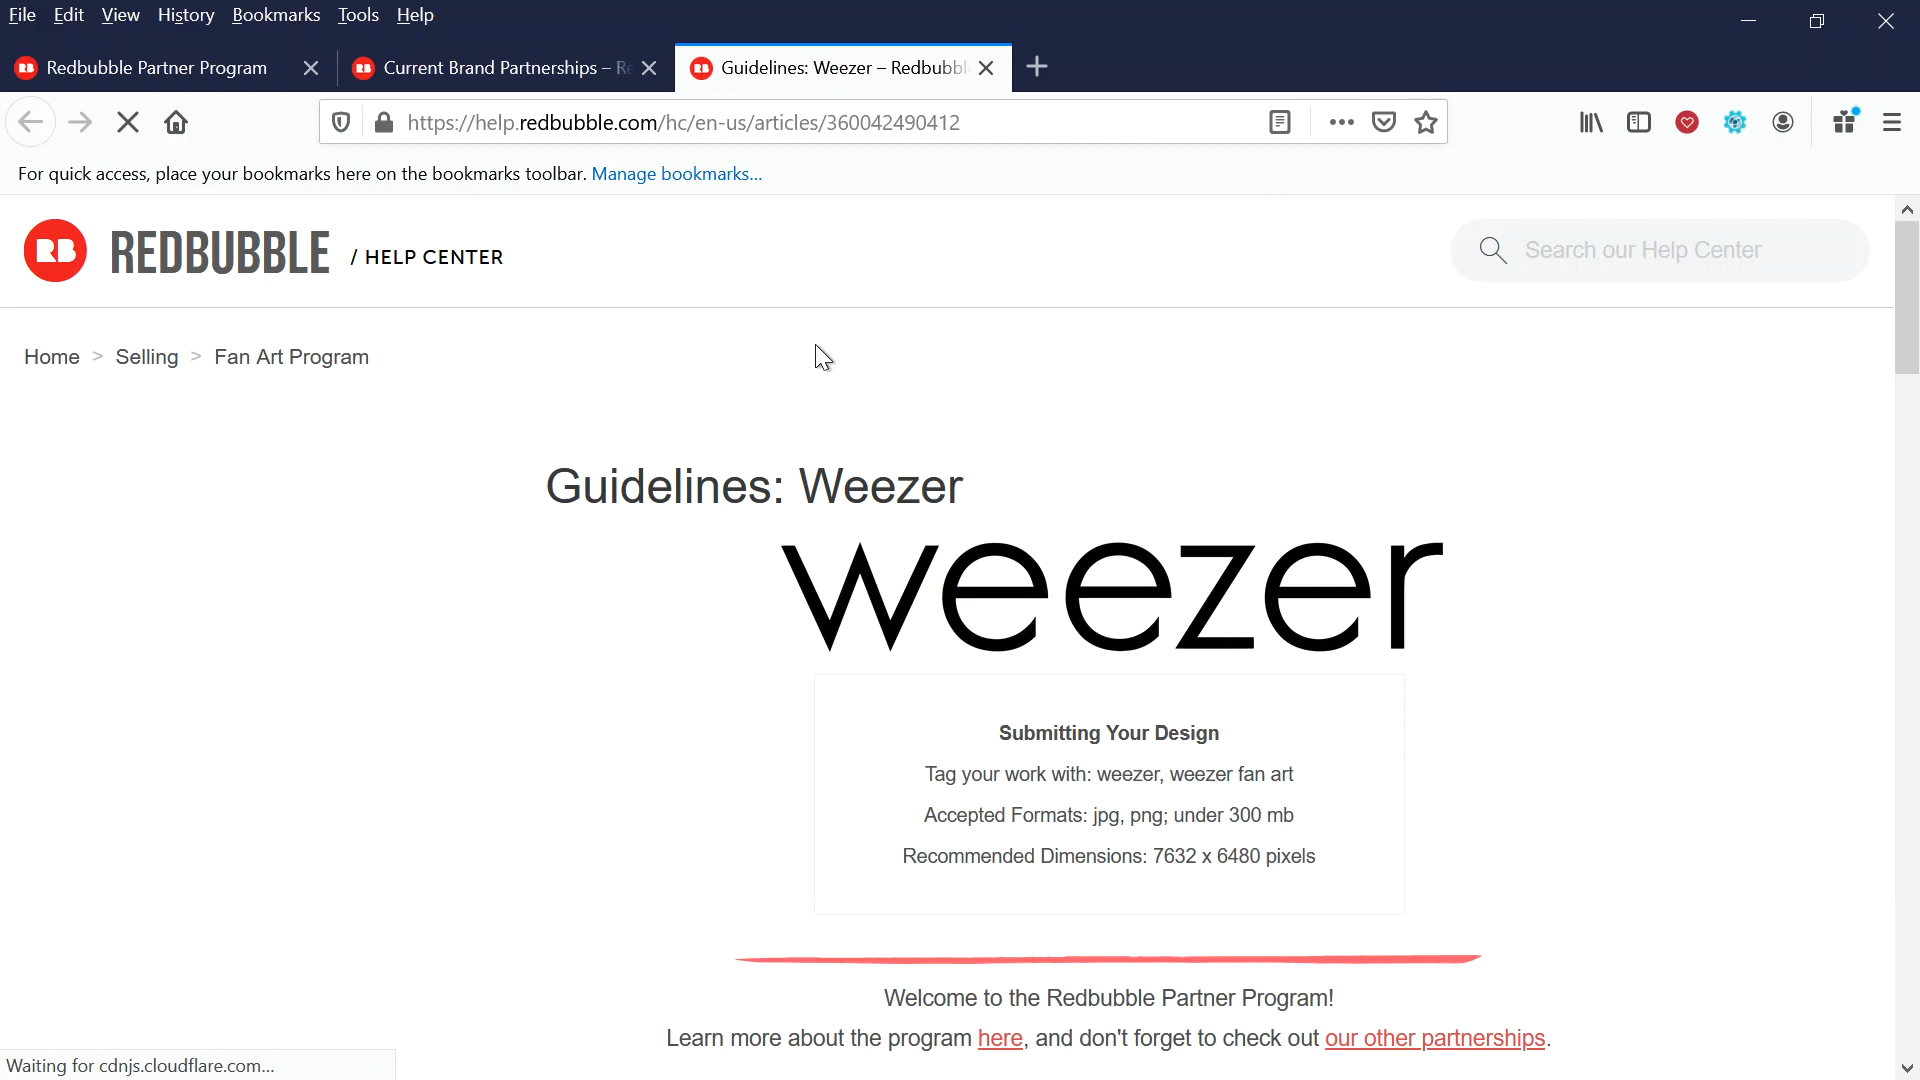 File Edit View History Bookmarks Tools Help
Redbubble Partner Program Current Brand Partnerships – Re Guidelines: Weezer – Redbubbl
https://help.redbubble.com/hc/en-us/articles/360042490412
For quick access, place your bookmarks here on the bookmarks toolbar. Manage bookmarks...
RB REDBUBBLE / HELP CENTER Search our Help Center
Home > Selling > Fan Art Program
Guidelines: Weezer
weezer
Submitting Your Design
Tag your work with: weezer, weezer fan art
Accepted Formats: jpg, png; under 300 mb
Recommended Dimensions: 7632 x 6480 pixels
Welcome to the Redbubble Partner Program!
Learn more about the program here, and don't forget to check out our other partnerships.
Waiting for cdnjs.cloudflare.com...